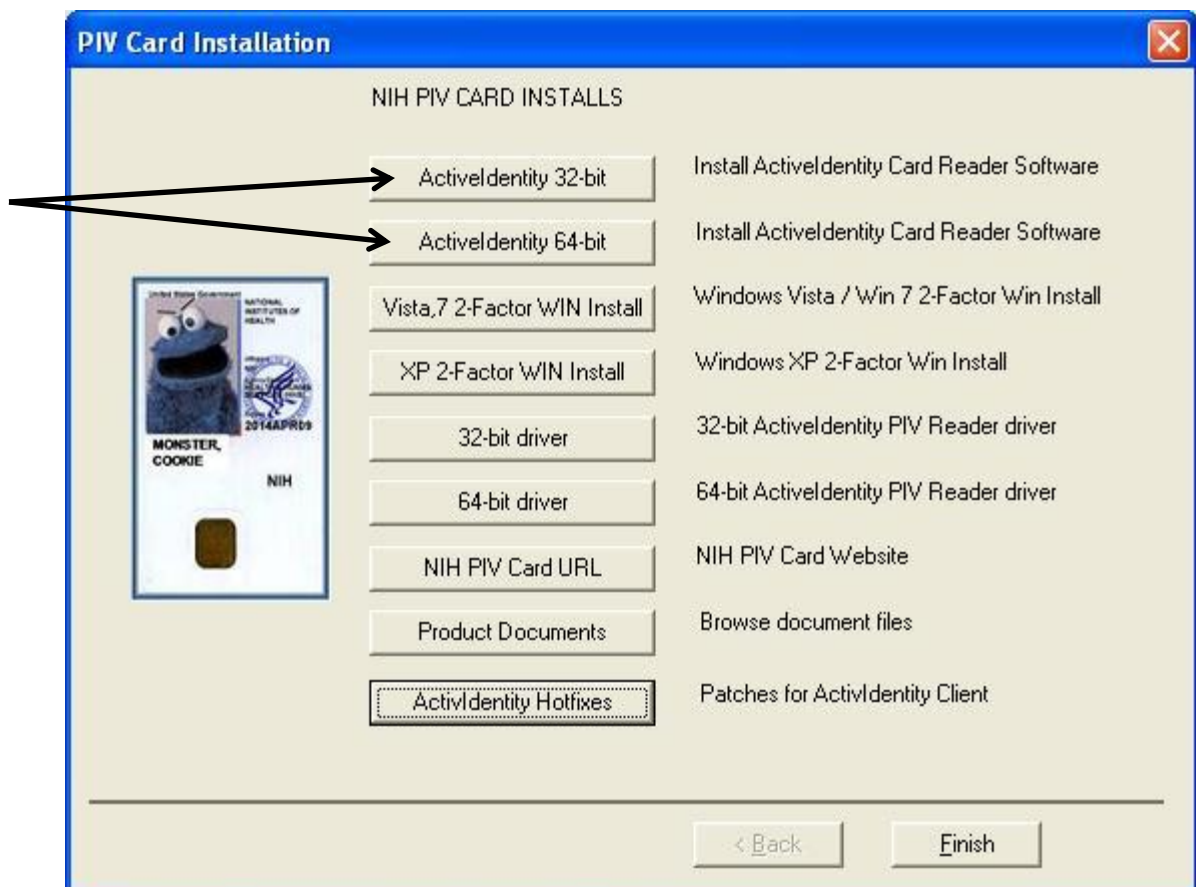 PIV Card Installation
NIH PIV CARD INSTALLS
ActiveIdentity 32-bit Install ActiveIdentity Card Reader Software
ActiveIdentity 64-bit Install ActiveIdentity Card Reader Software
Vista,7 2-Factor WIN Install Windows Vista / Win 7 2-Factor Win Install
XP 2-Factor WIN Install Windows XP 2-Factor Win Install
32-bit driver 32-bit ActiveIdentity PIV Reader driver
64-bit driver 64-bit ActiveIdentity PIV Reader driver
NIH PIV Card URL NIH PIV Card Website
Product Documents Browse document files
ActivIdentity Hotfixes Patches for ActivIdentity Client
United States Government
NATIONAL
INSTITUTES OF
HEALTH
2014APR09
MONSTER,
COOKIE
NIH
< Back Finish